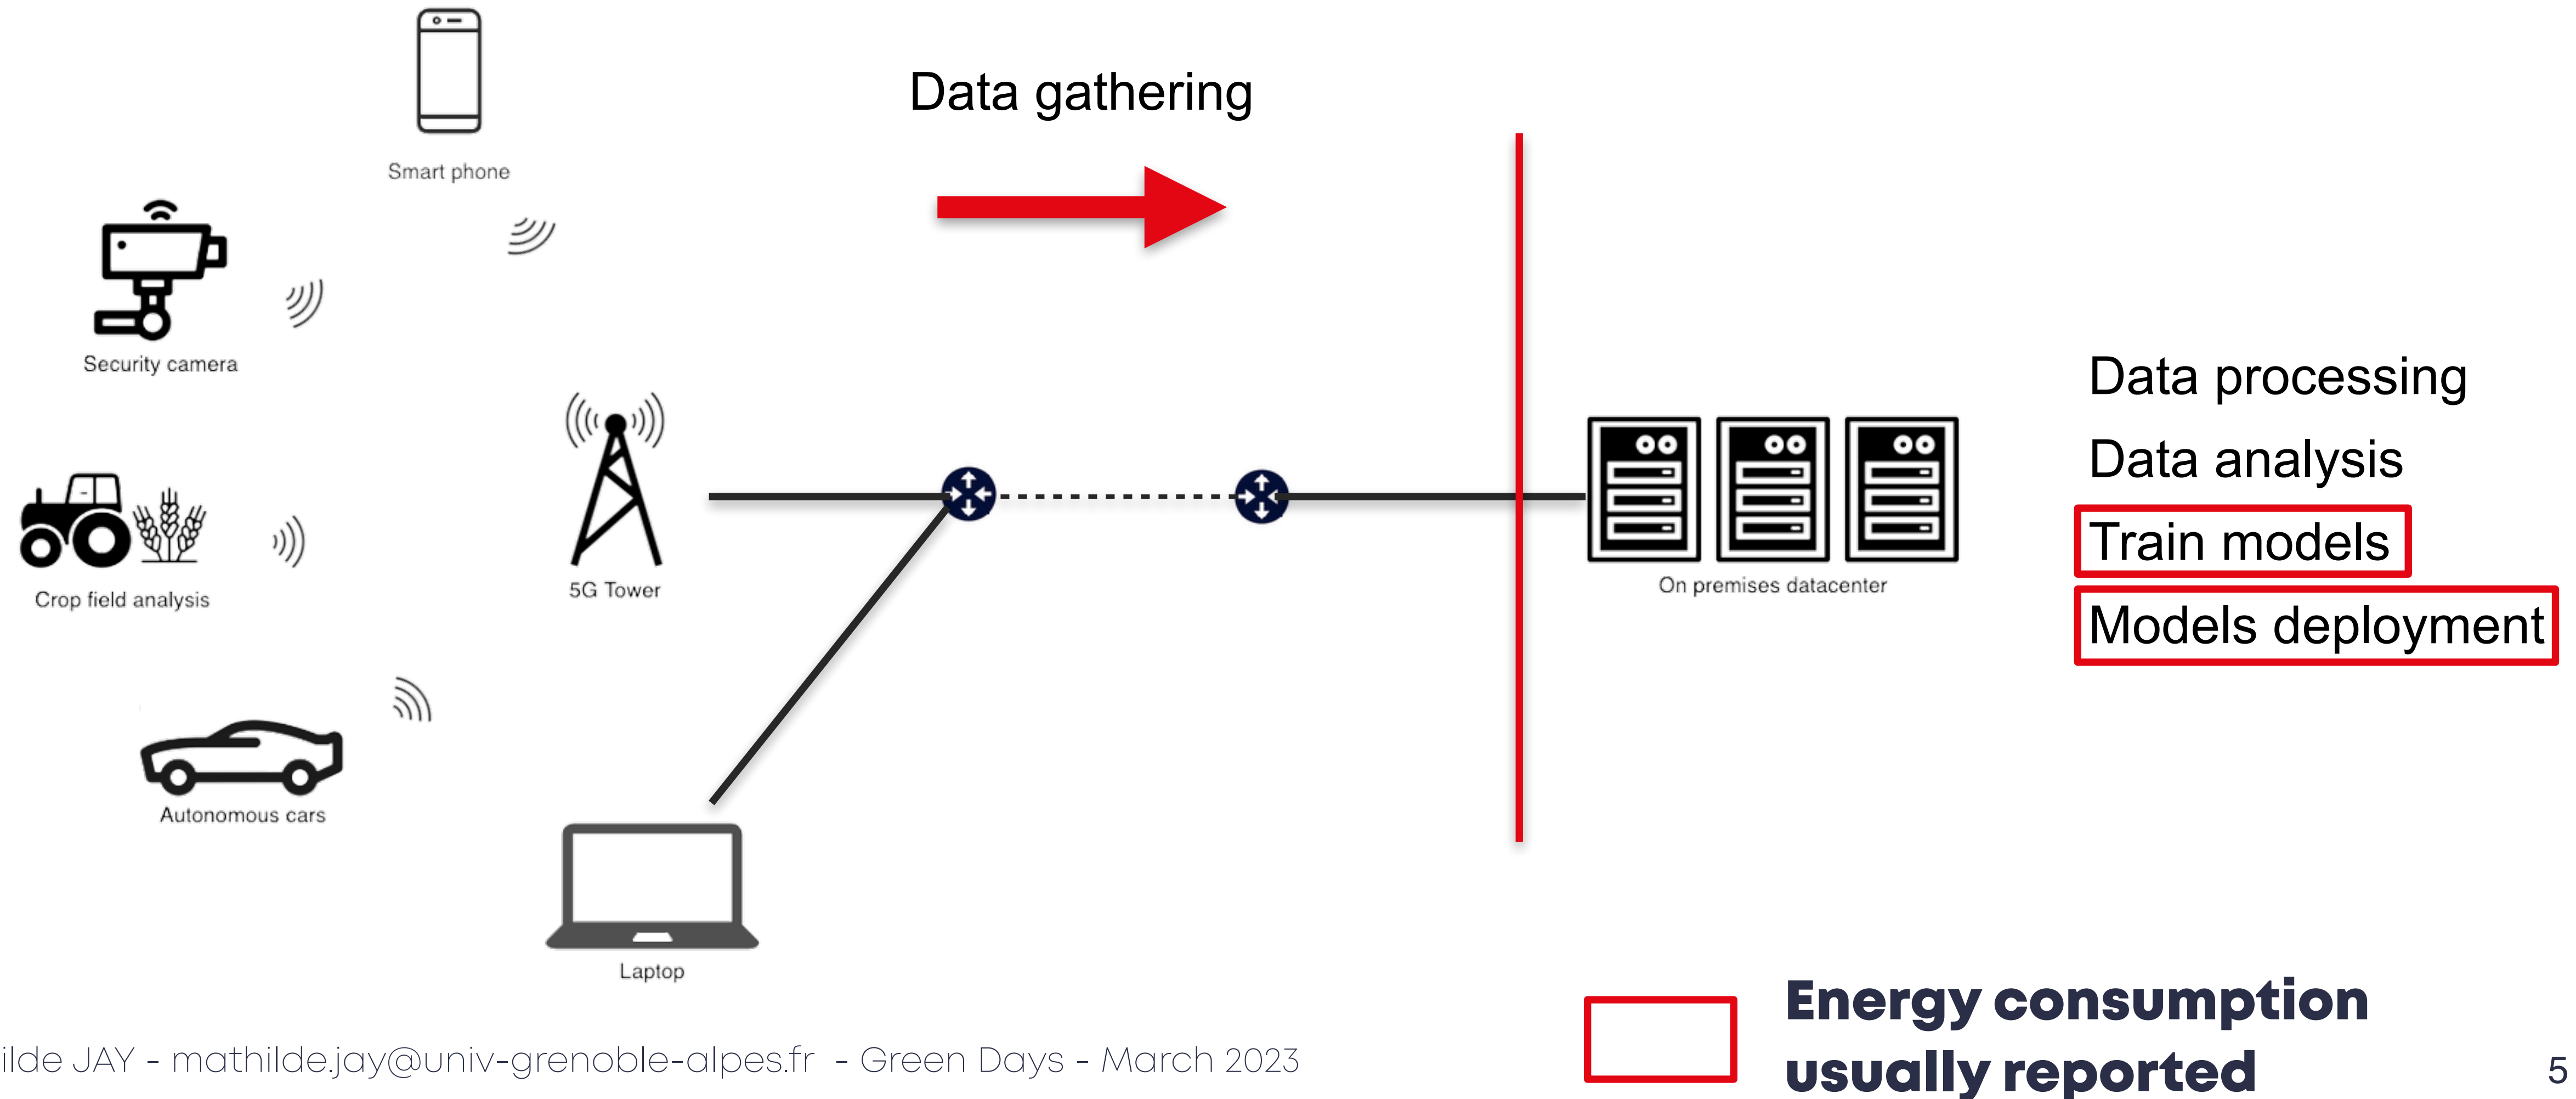 Smart phone
Data gathering
Security camera
Crop field analysis
5G Tower
Autonomous cars
Laptop
On premises datacenter
Data processing
Data analysis
Train models
Models deployment
Energy consumption
usually reported
ilde JAY - mathilde.jay@univ-grenoble-alpes.fr - Green Days - March 2023
5